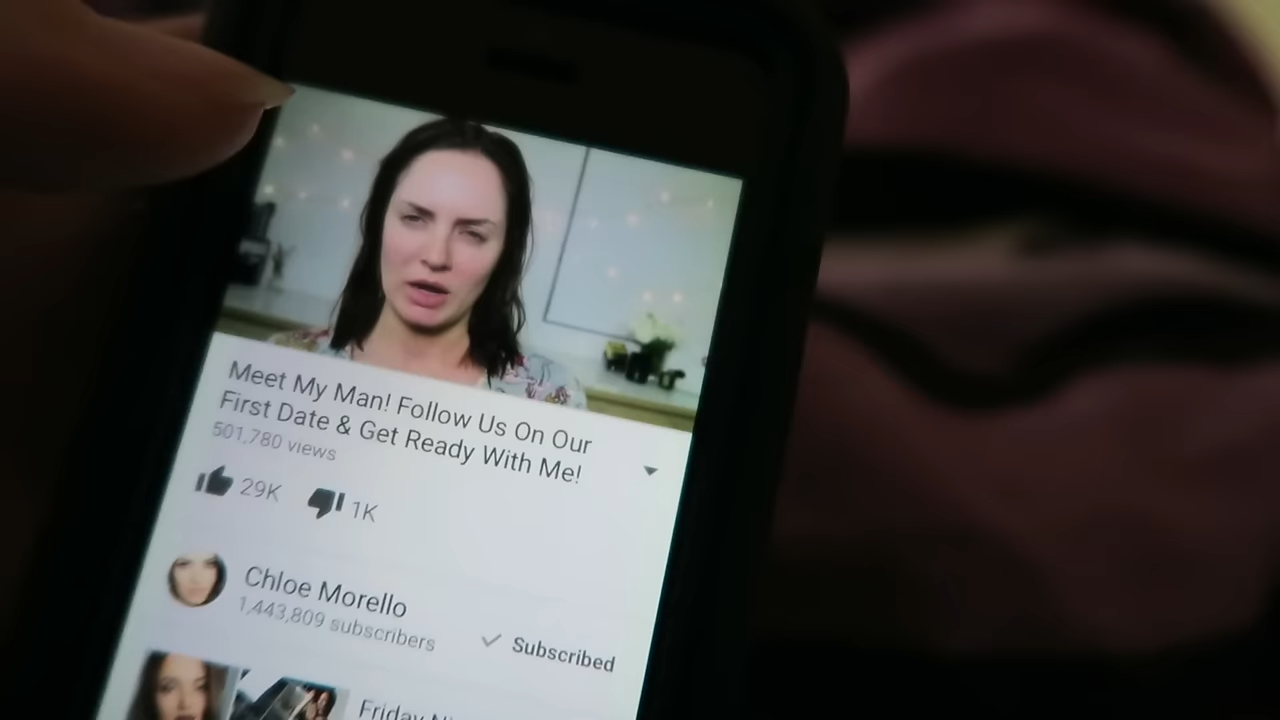 Meet My Man! Follow Us On Our
First Date & Get Ready With Me!
501,780 views
29K
1K
Chloe Morello
1,443,809 subscribers
Subscribed
Friday